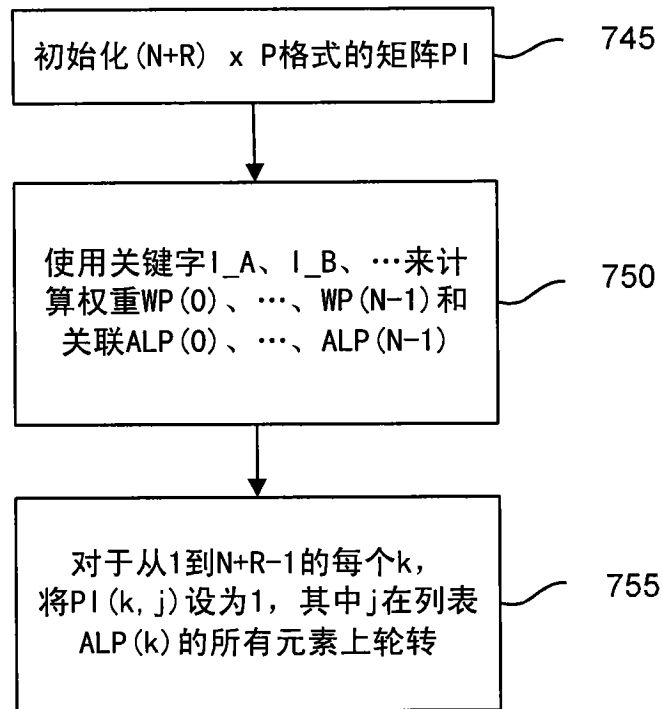 初始化(N+R) x P格式的矩阵PI
745
使用关键字I_A、I_B、…来计
算权重WP(0)、…、WP(N-1)和
关联ALP(0)、…、ALP(N-1)
750
对于从1到N+R-1的每个k,
将PI(k,j)设为1, 其中j在列表
ALP(k)的所有元素上轮转
755